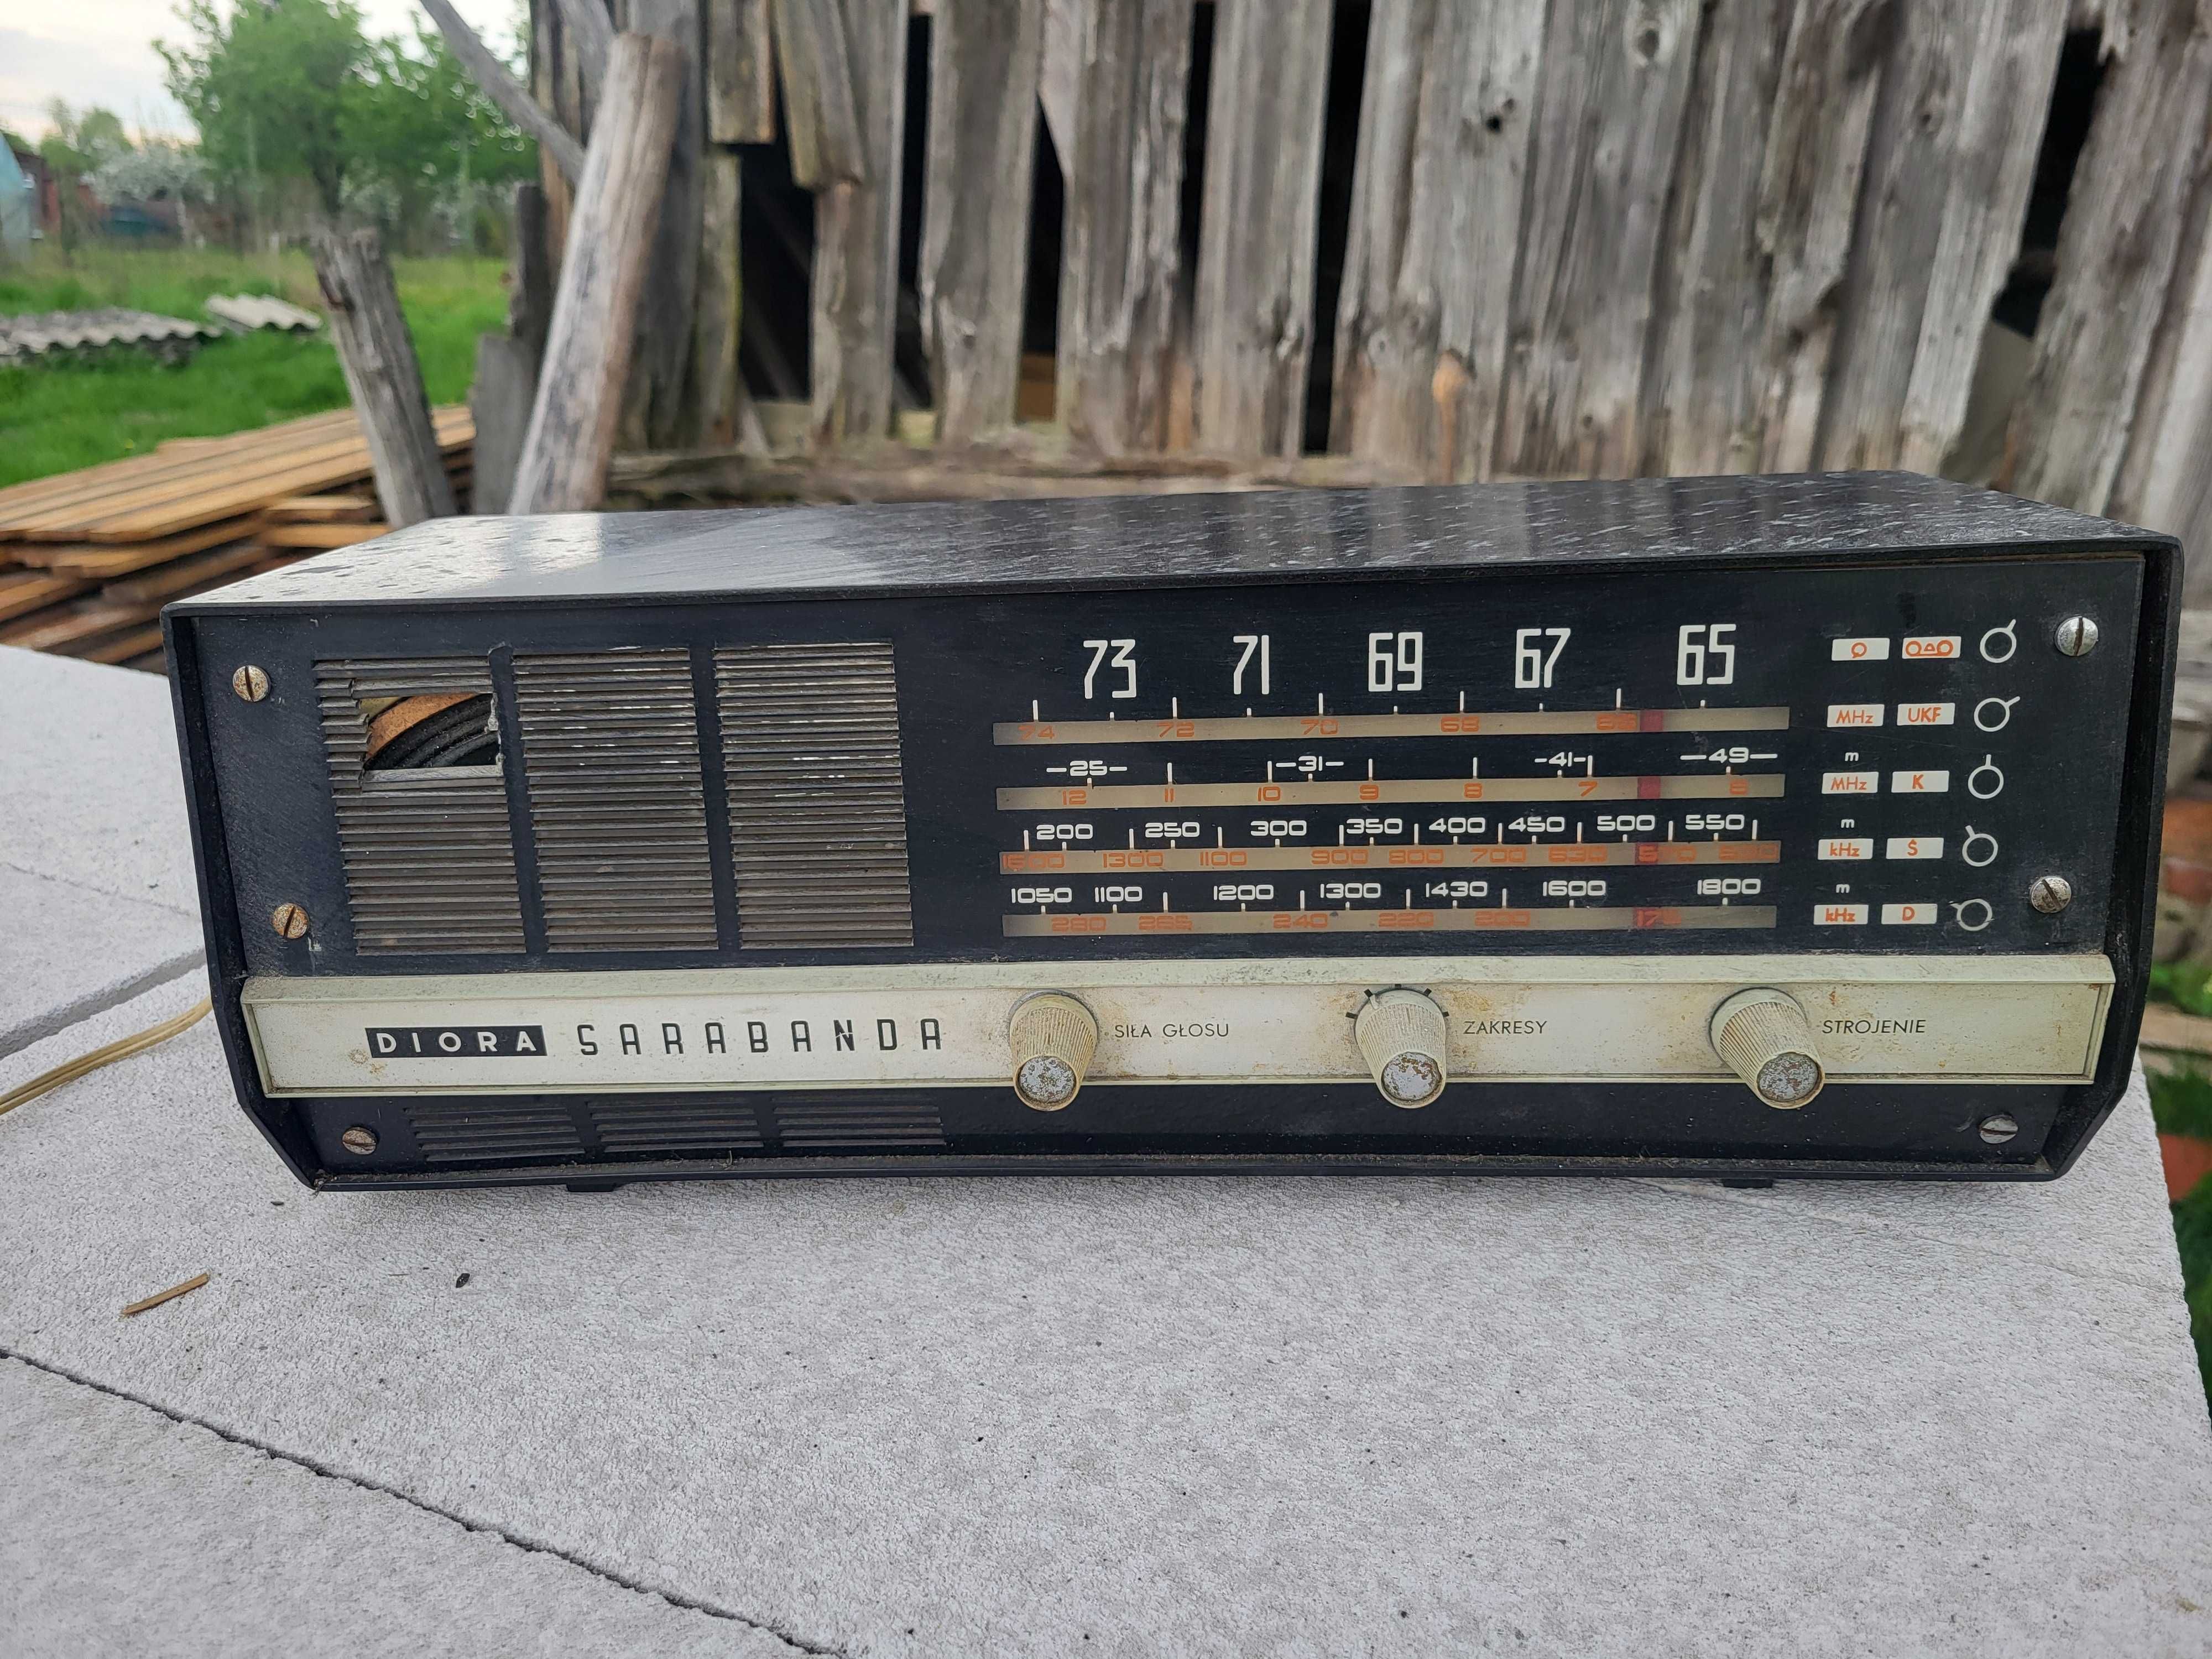 73 71 69 67 65
74 72 70 68 66 MHz UKF
-25- -31- -41- -49- m
12 11 10 9 8 7 6 MHz K
200 250 300 350 400 450 500 550 m
1600 1300 1100 900 800 700 630 kHz Ś
1050 1100 1200 1300 1430 1600 1800 m
280 265 240 220 200 175 kHz D
DIORA SARABANDA SIŁA GŁOSU ZAKRESY STROJENIE